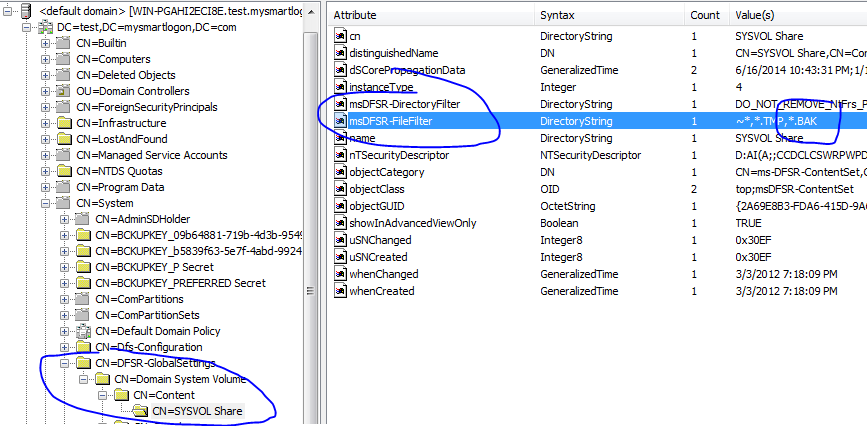 <default domain> [WIN-PGAHI2ECI8E.test.mysmartlog
DC=test,DC=mysmartlogon,DC=com
CN=Builtin
CN=Computers
CN=Deleted Objects
OU=Domain Controllers
CN=ForeignSecurityPrincipals
CN=Infrastructure
CN=LostAndFound
CN=Managed Service Accounts
CN=NTDS Quotas
CN=Program Data
CN=System
CN=AdminSDHolder
CN=BCKUPKEY_09b64881-719b-4d3b-9549
CN=BCKUPKEY_b5839f63-5e7f-4abd-9924
CN=BCKUPKEY_P Secret
CN=BCKUPKEY_PREFERRED Secret
CN=ComPartitions
CN=ComPartitionSets
CN=Default Domain Policy
CN=Dfs-Configuration
CN=DFSR-GlobalSettings
CN=Domain System Volume
CN=Content
CN=SYSVOL Share
Attribute Syntax Count Value(s)
cn DirectoryString 1 SYSVOL Share
distinguishedName DN 1 CN=SYSVOL Share,CN=Cor
dSCorePropagationData GeneralizedTime 2 6/16/2014 10:43:31 PM;1/
instanceType Integer 1 4
msDFSR-DirectoryFilter DirectoryString 1 DO_NOT_REMOVE_NtFrs_P
msDFSR-FileFilter DirectoryString 1 ~*,*.TMP,*.BAK
name DirectoryString 1 SYSVOL Share
nTSecurityDescriptor NTSecurityDescriptor 1 D:AI(A;;CCDCLCSWRPWPD
objectCategory DN 1 CN=ms-DFSR-ContentSet,C
objectClass OID 2 top;msDFSR-ContentSet
objectGUID OctetString 1 {2A69E8B3-FDA6-415D-9A
showInAdvancedViewOnly Boolean 1 TRUE
uSNChanged Integer8 1 0x30EF
uSNCreated Integer8 1 0x30EF
whenChanged GeneralizedTime 1 3/3/2012 7:18:09 PM
whenCreated GeneralizedTime 1 3/3/2012 7:18:09 PM